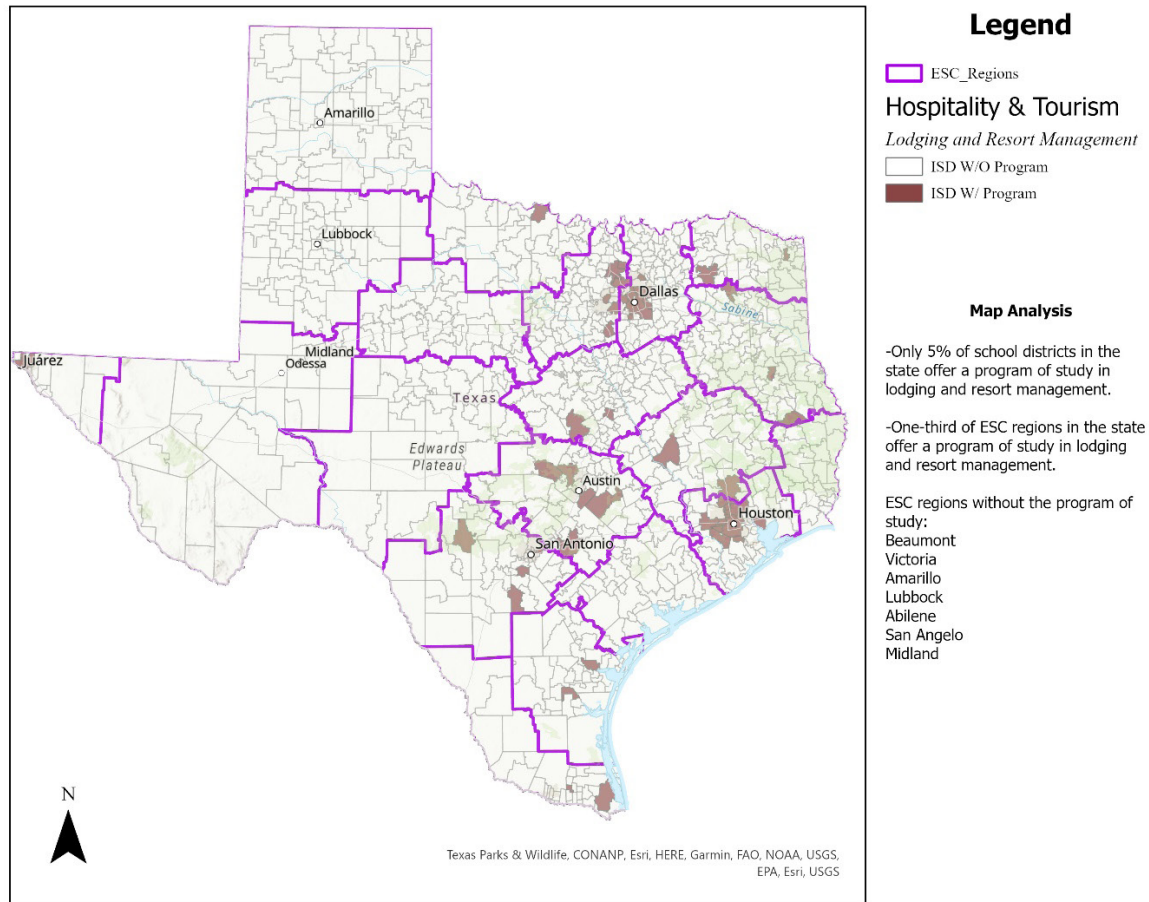 Amarillo
Lubbock
Dallas
Sabine
Midland
Odessa
Juárez
Texas
Edwards
Plateau
Austin
Houston
San Antonio
N
Texas Parks & Wildlife, CONANP, Esri, HERE, Garmin, FAO, NOAA, USGS,
EPA, Esri, USGS
Legend
ESC_Regions
Hospitality & Tourism
Lodging and Resort Management
ISD W/O Program
ISD W/ Program
Map Analysis
-Only 5% of school districts in the
state offer a program of study in
lodging and resort management.
-One-third of ESC regions in the state
offer a program of study in lodging
and resort management.
ESC regions without the program of
study:
Beaumont
Victoria
Amarillo
Lubbock
Abilene
San Angelo
Midland